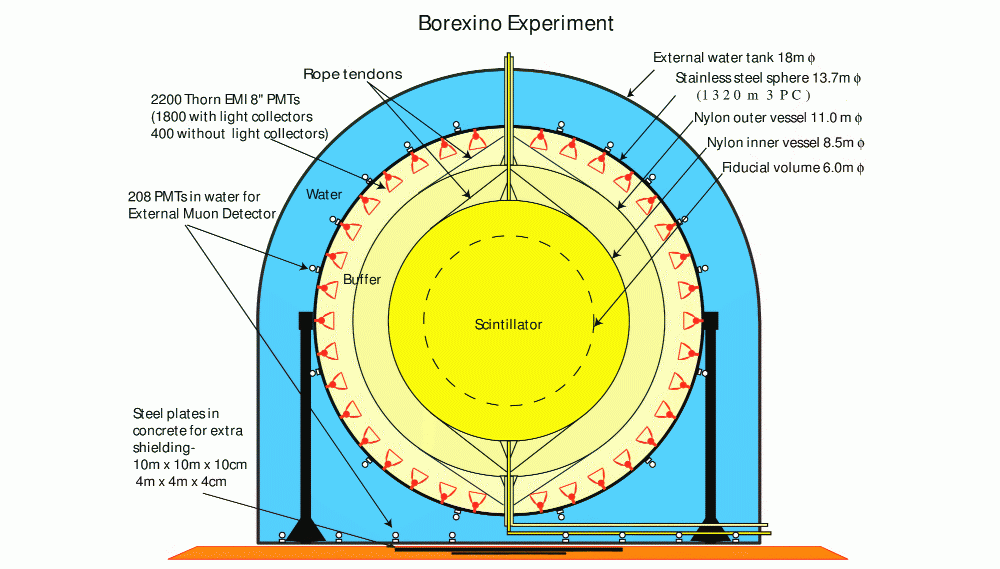 Borexino Experiment
External water tank 18m ϕ
Rope tendons
Stainless steel sphere 13.7m ϕ
(1320 m 3 PC)
2200 Thorn EMI 8" PMTs
(1800 with light collectors
400 without light collectors)
Nylon outer vessel 11.0 m ϕ
Nylon inner vessel 8.5m ϕ
Fiducial volume 6.0m ϕ
Water
208 PMTs in water for
External Muon Detector
Buffer
Scintillator
Steel plates in
concrete for extra
shielding-
10m x 10m x 10cm
4m x 4m x 4cm